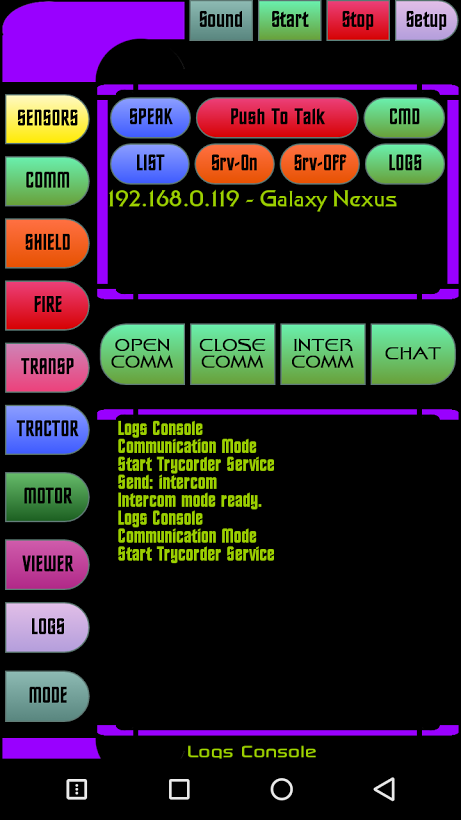 Sound Start Stop Setup
SENSORS
COMM
SHIELD
FIRE
TRANSP
TRACTOR
MOTOR
VIEWER
LOGS
MODE
SPEAK Push To Talk CMD
LIST Srv-On Srv-Off LOGS
192.168.0.119 - Galaxy Nexus
OPEN COMM
CLOSE COMM
INTER COMM
CHAT
Logs Console
Communication Mode
Start Trycorder Service
Send: intercom
Intercom mode ready.
Logs Console
Communication Mode
Start Trycorder Service
Logs Console